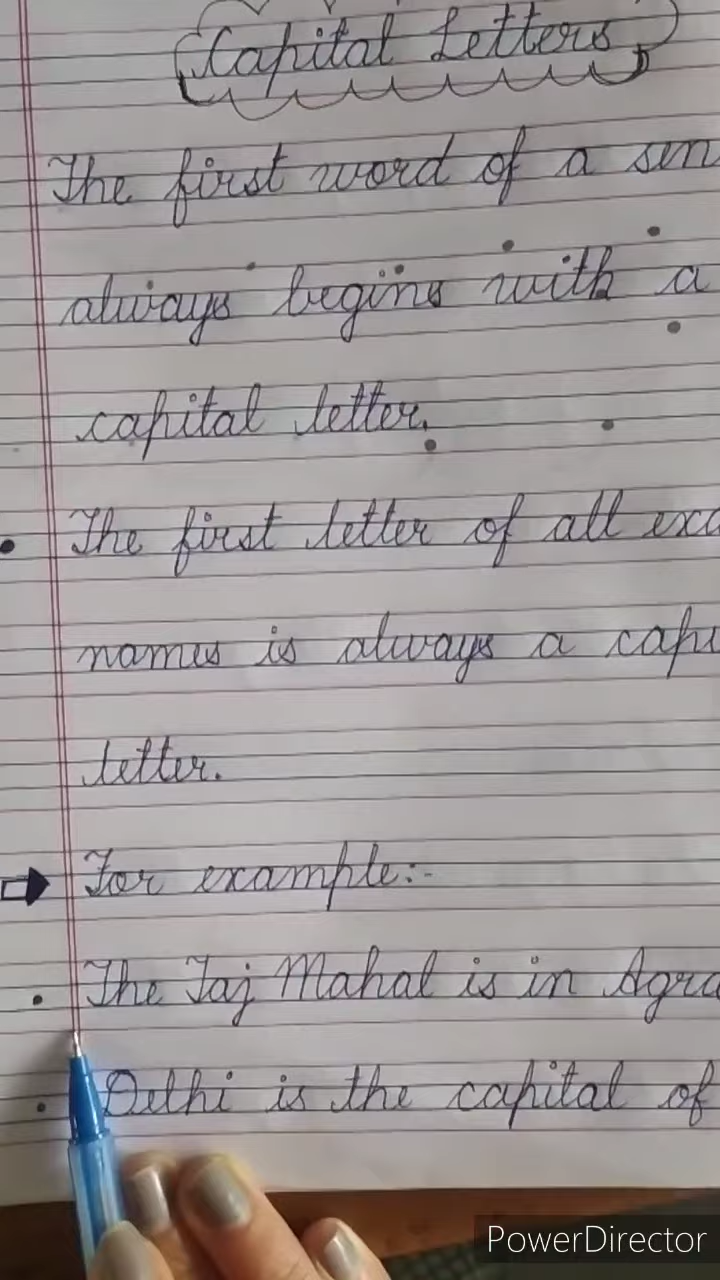 Capital Letters
The first word of a sen
always begins with a
capital letter.
• The first letter of all exa
names is always a capi
letter.
For example:-
• The Taj Mahal is in Agra
• Delhi is the capital of
PowerDirector